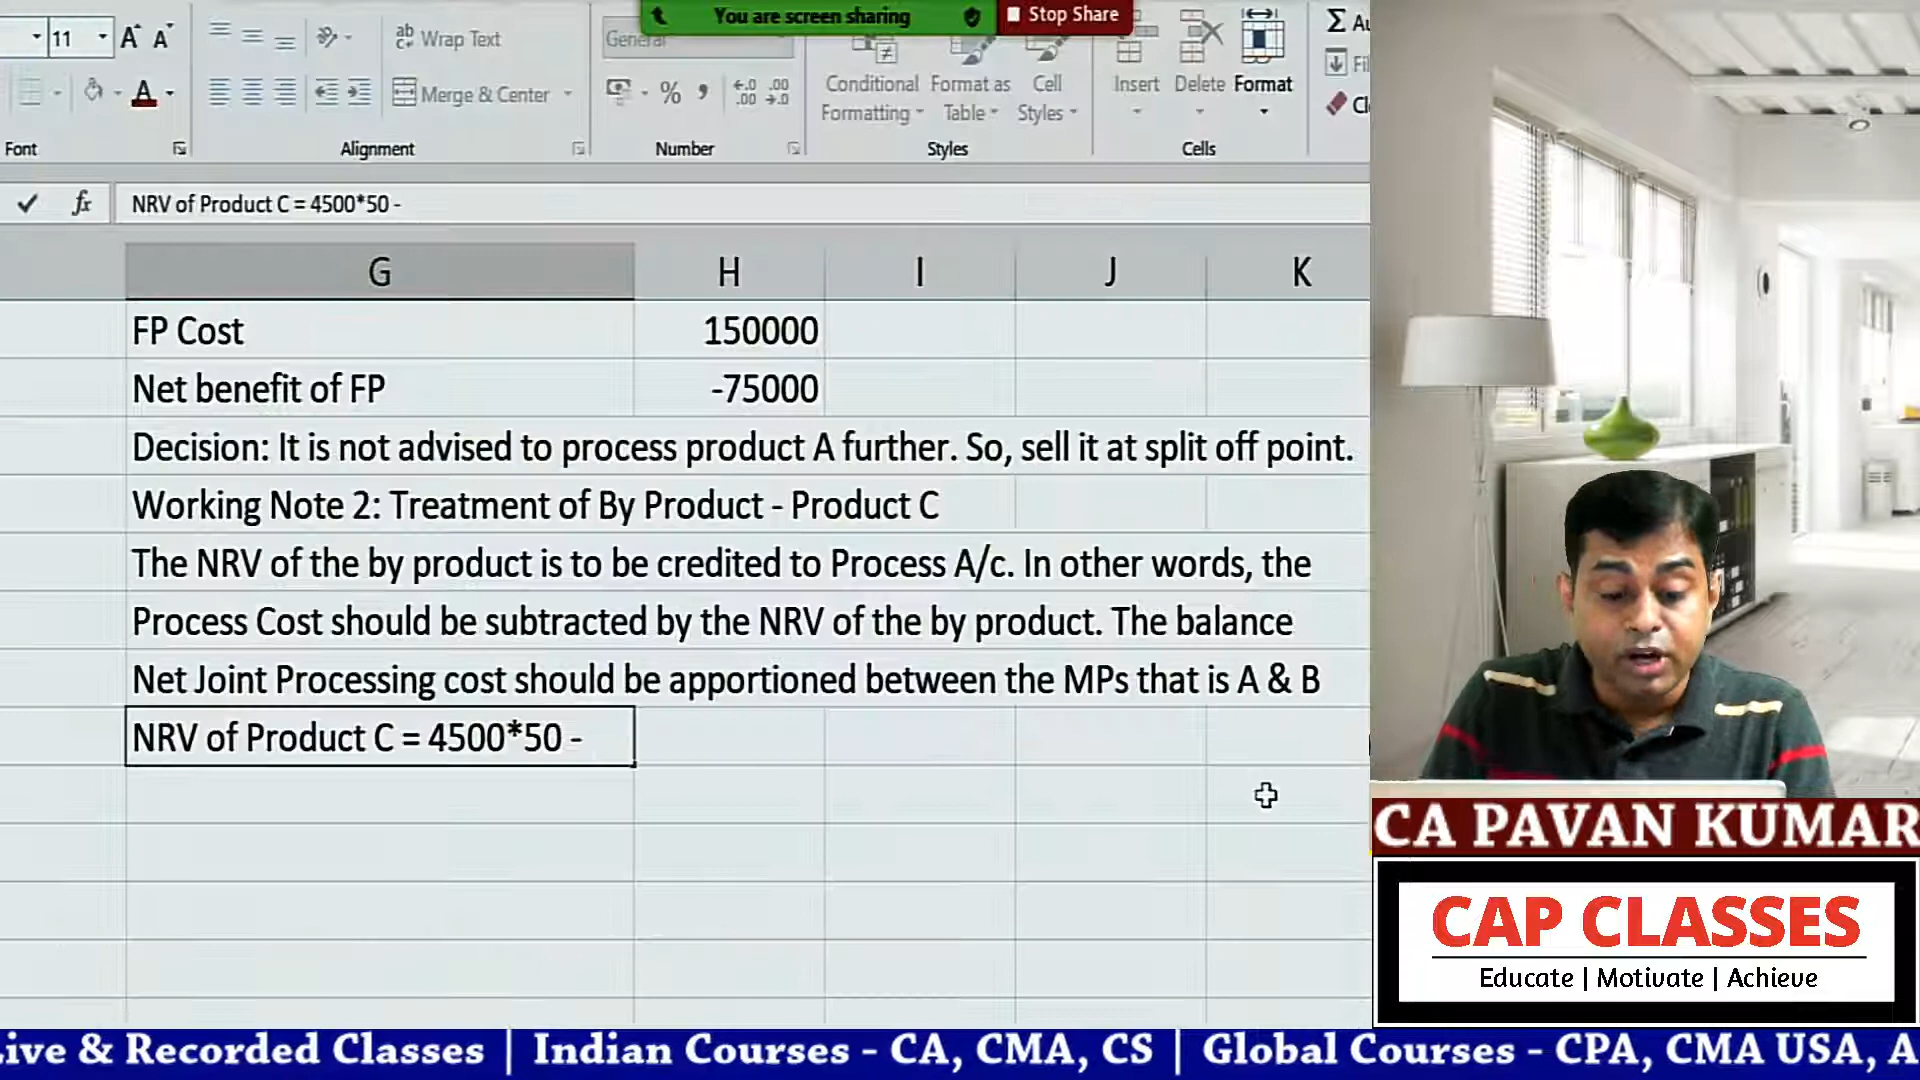 You are screen sharing
Stop Share
11
Wrap Text
General
Merge & Center
Conditional Formatting
Format as Table
Cell Styles
Insert
Delete
Format
Font
Alignment
Number
Styles
Cells
fx
NRV of Product C = 4500*50 -
G H I J K
FP Cost 150000
Net benefit of FP -75000
Decision: It is not advised to process product A further. So, sell it at split off point.
Working Note 2: Treatment of By Product - Product C
The NRV of the by product is to be credited to Process A/c. In other words, the
Process Cost should be subtracted by the NRV of the by product. The balance
Net Joint Processing cost should be apportioned between the MPs that is A & B
NRV of Product C = 4500*50 -
CA PAVAN KUMAR
CAP CLASSES
Educate | Motivate | Achieve
Live & Recorded Classes | Indian Courses - CA, CMA, CS | Global Courses - CPA, CMA USA, A